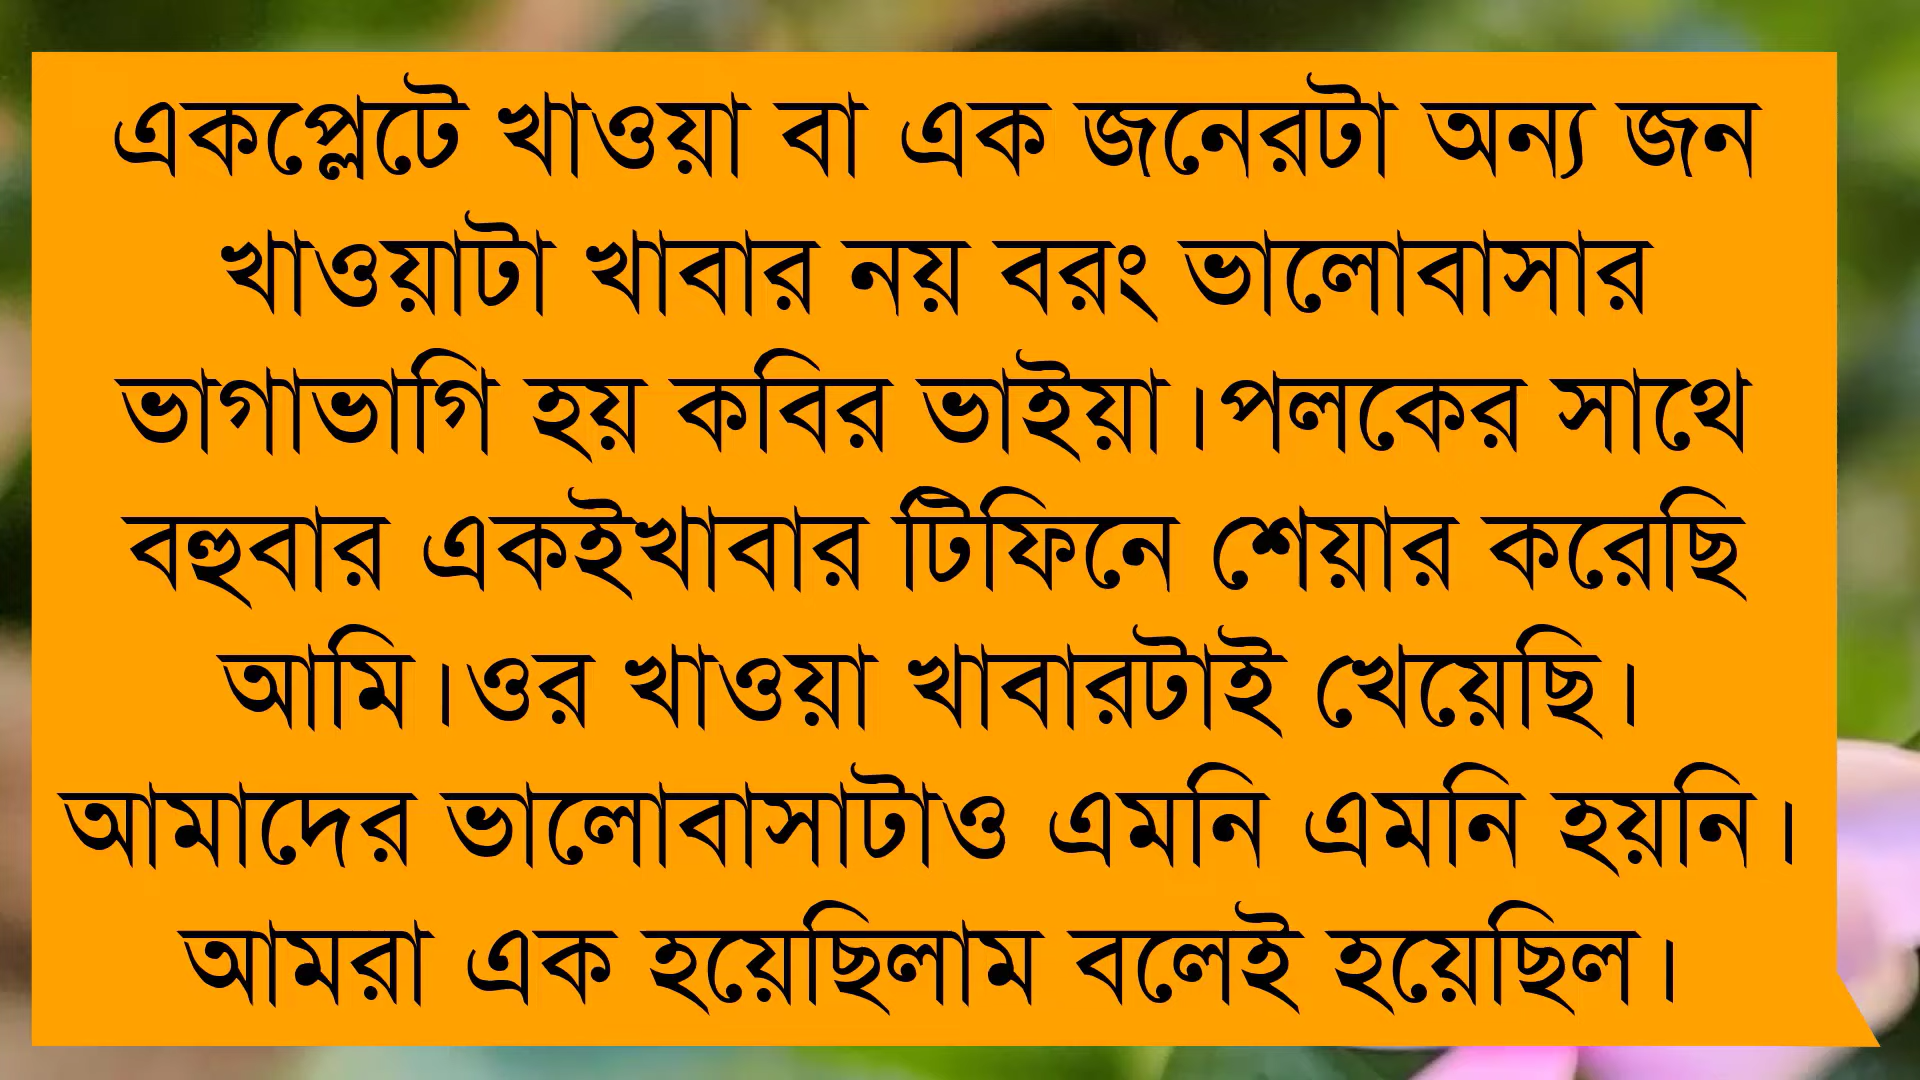 একপ্লেটে খাওয়া বা এক জনেরটা অন্য জন
খাওয়াটা খাবার নয় বরং ভালোবাসার
ভাগাভাগি হয় কবির ভাইয়া।পলকের সাথে
বহুবার একইখাবার টিফিনে শেয়ার করেছি
আমি।ওর খাওয়া খাবারটাই খেয়েছি।
আমাদের ভালোবাসাটাও এমনি এমনি হয়নি।
আমরা এক হয়েছিলাম বলেই হয়েছিল।